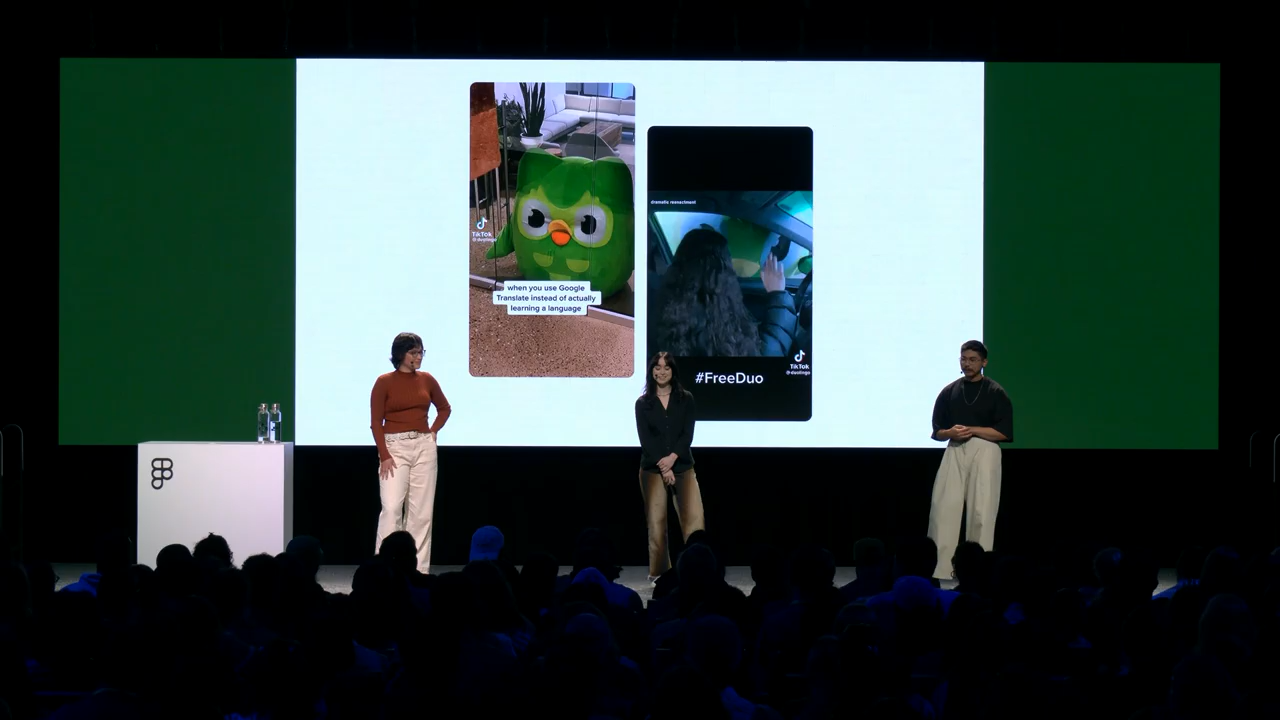 TikTok
@duolingo
when you use Google
Translate instead of actually
learning a language
dramatic reenactment
#FreeDuo
TikTok
@duolingo